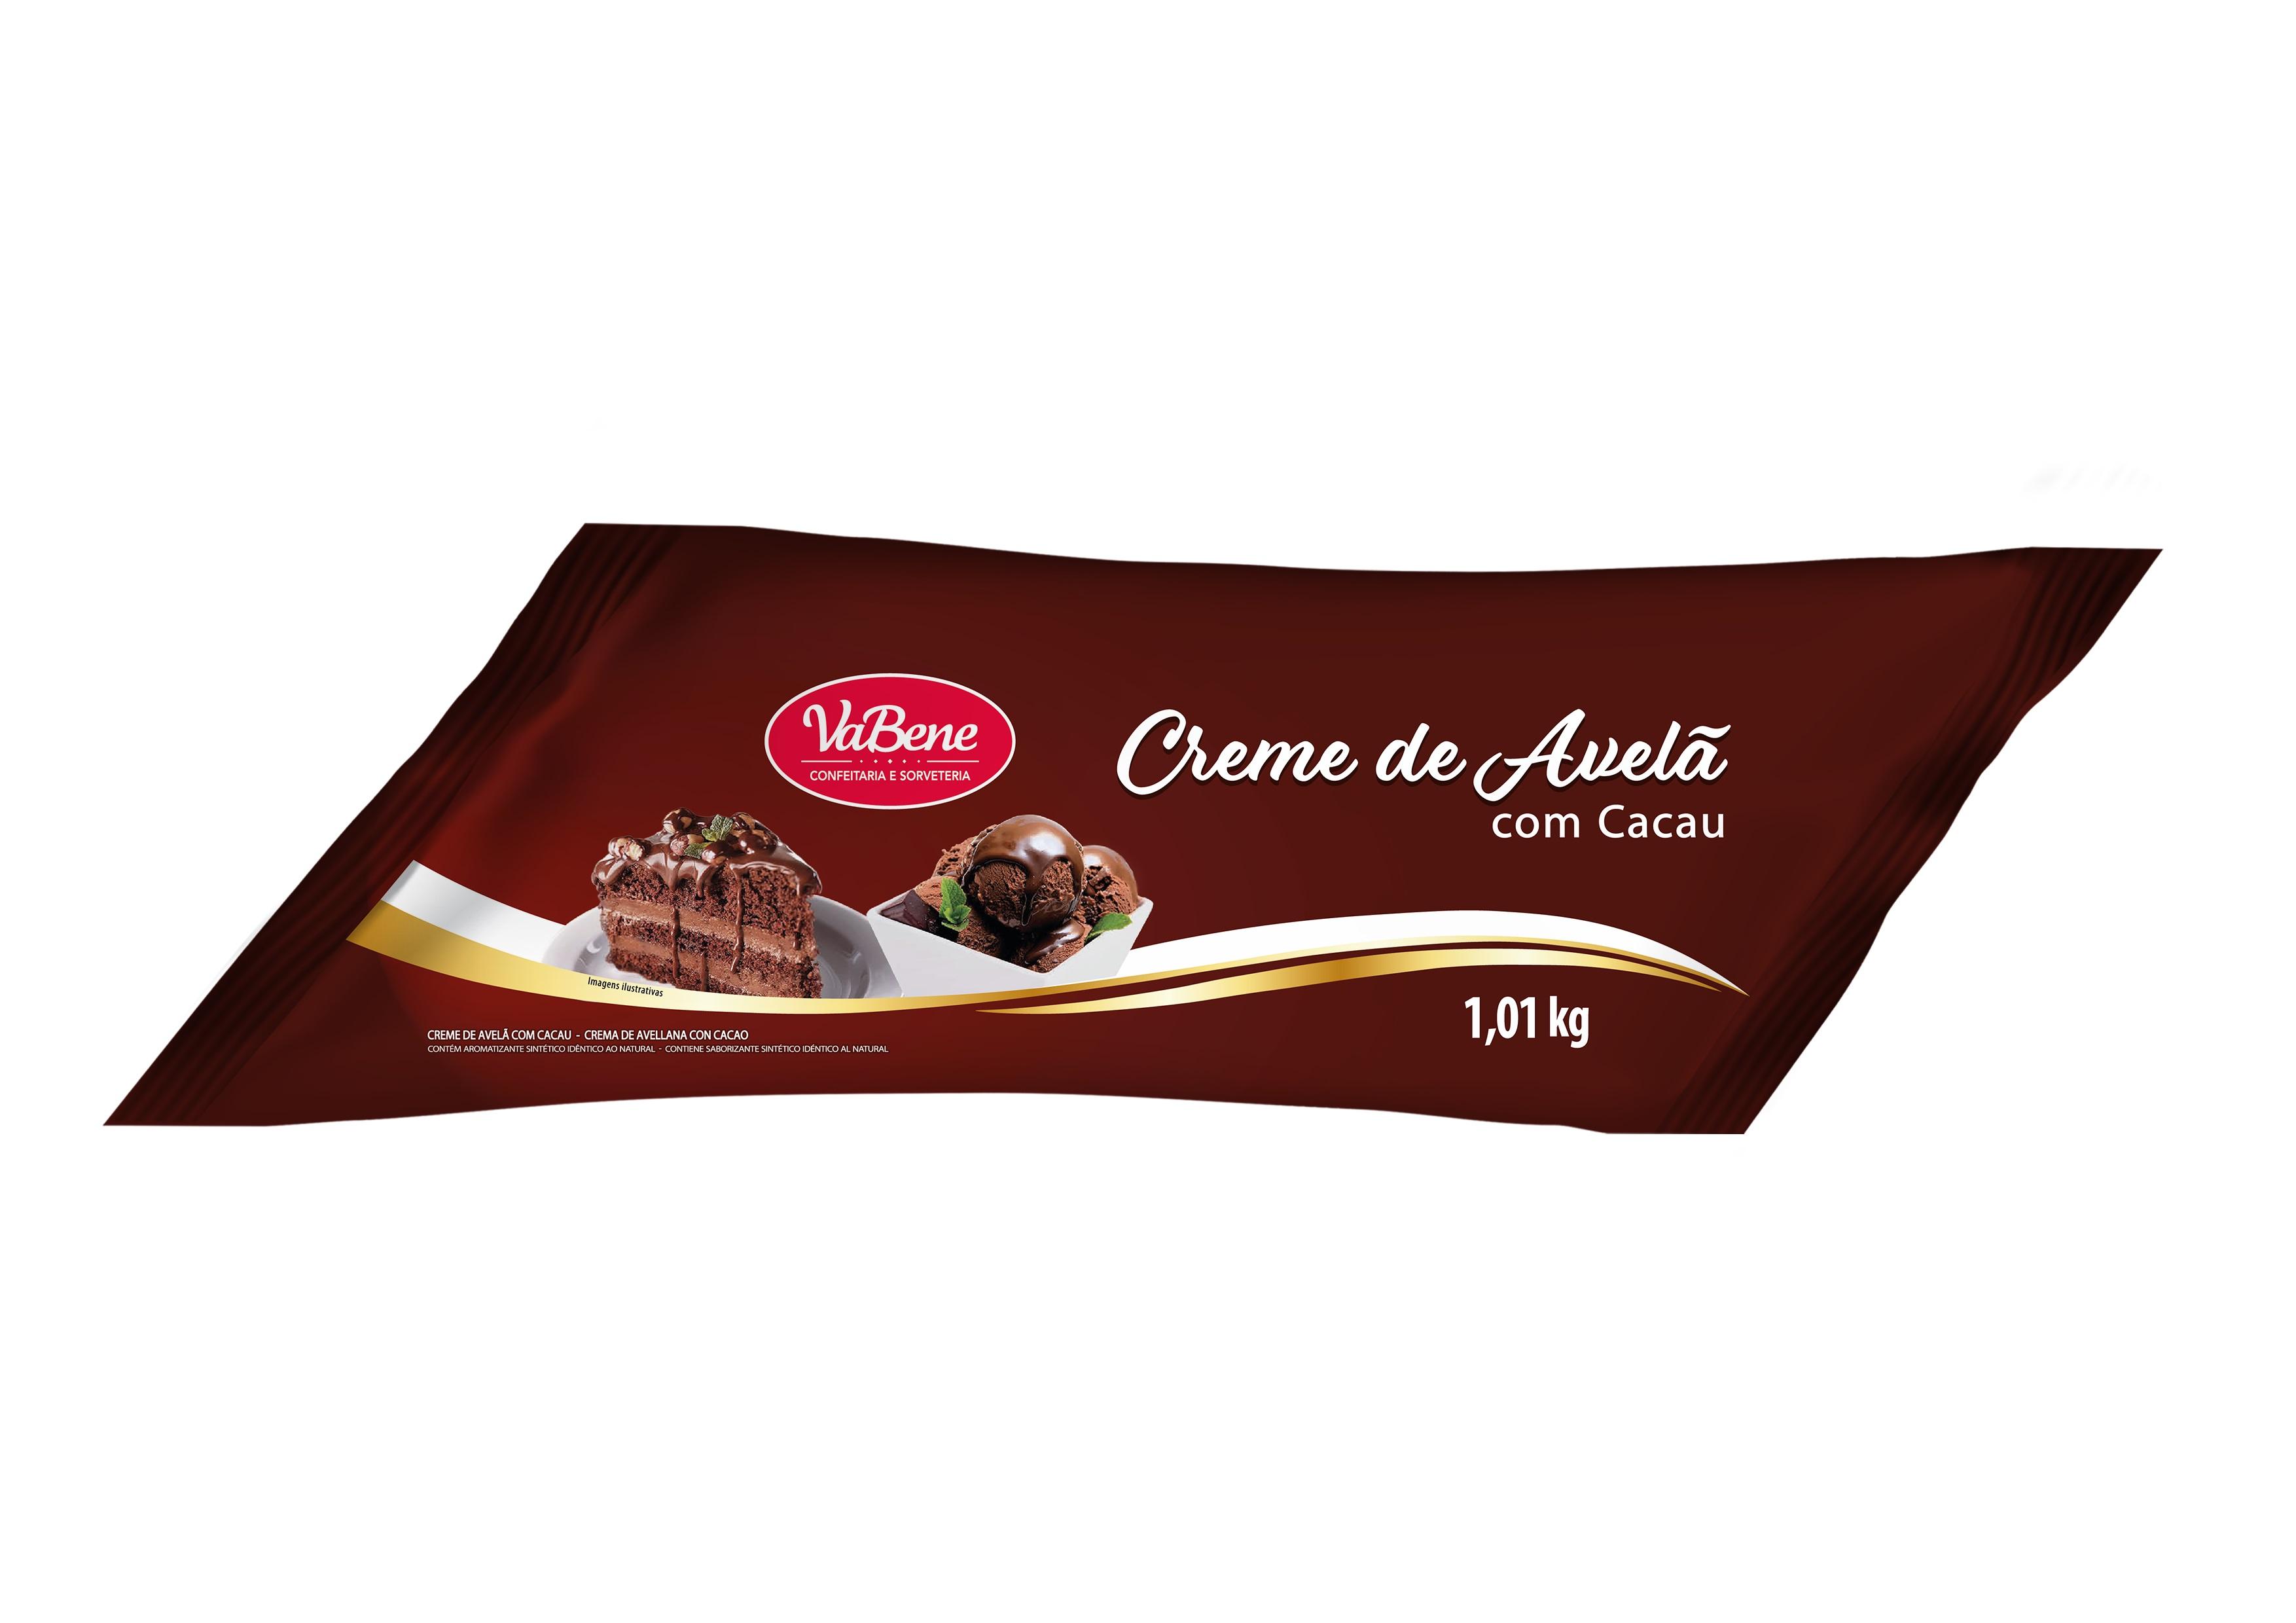 VaBene
CONFEITARIA E SORVETERIA
Creme de Avelã
com Cacau
Imagens ilustrativas
1,01 kg
CREME DE AVELÃ COM CACAU - CREMA DE AVELLANA CON CACAO
CONTÉM AROMATIZANTE SINTÉTICO IDÊNTICO AO NATURAL - CONTIENE SABORIZANTE SINTÉTICO IDÉNTICO AL NATURAL